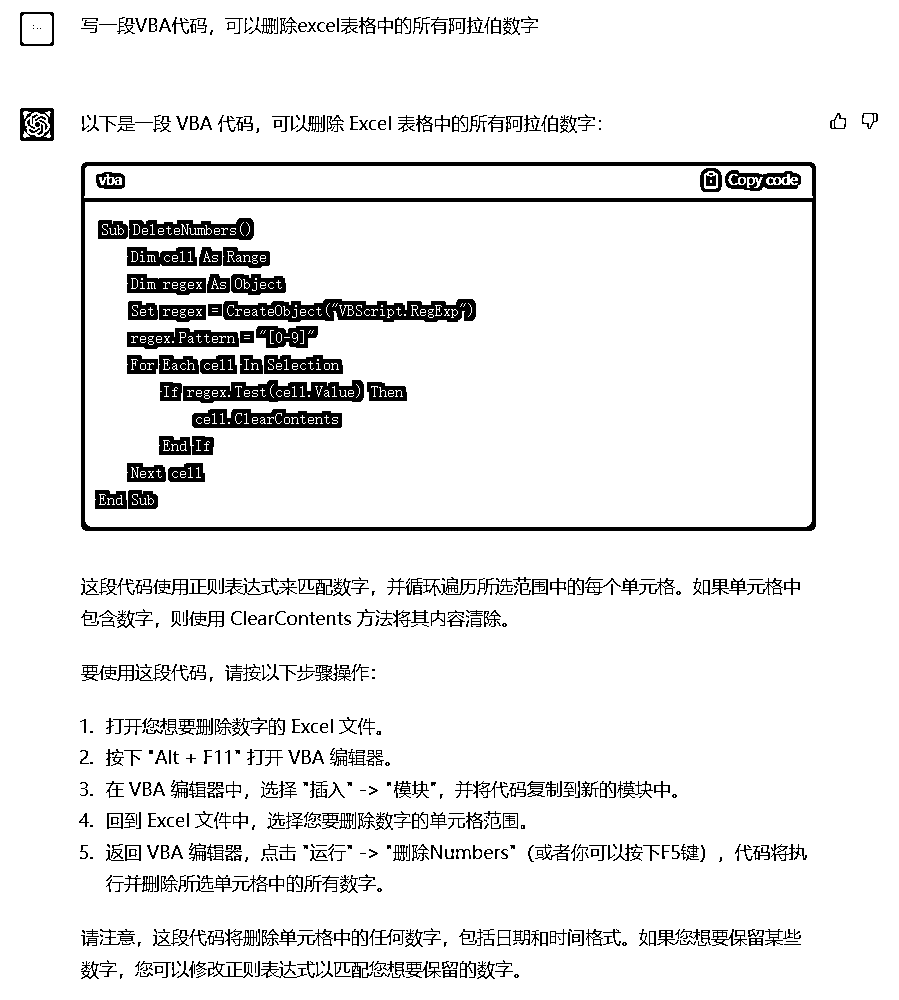 写一段VBA代码，可以删除excel表格中的所有阿拉伯数字
以下是一段 VBA 代码，可以删除 Excel 表格中的所有阿拉伯数字：
vba
Copy code
Sub DeleteNumbers()
Dim cell As Range
Dim regex As Object
Set regex = CreateObject("VBScript.RegExp")
regex.Pattern = "[0-9]"
For Each cell In Selection
If regex.Test(cell.Value) Then
cell.ClearContents
End If
Next cell
End Sub
这段代码使用正则表达式来匹配数字，并循环遍历所选范围中的每个单元格。如果单元格中
包含数字，则使用 ClearContents 方法将其内容清除。
要使用这段代码，请按以下步骤操作：
1. 打开您想要删除数字的 Excel 文件。
2. 按下 "Alt + F11" 打开 VBA 编辑器。
3. 在 VBA 编辑器中，选择 "插入" -> "模块"，并将代码复制到新的模块中。
4. 回到 Excel 文件中，选择您要删除数字的单元格范围。
5. 返回 VBA 编辑器，点击 "运行" -> "删除Numbers"（或者你可以按下F5键），代码将执
行并删除所选单元格中的所有数字。
请注意，这段代码将删除单元格中的任何数字，包括日期和时间格式。如果您想要保留某些
数字，您可以修改正则表达式以匹配您想要保留的数字。